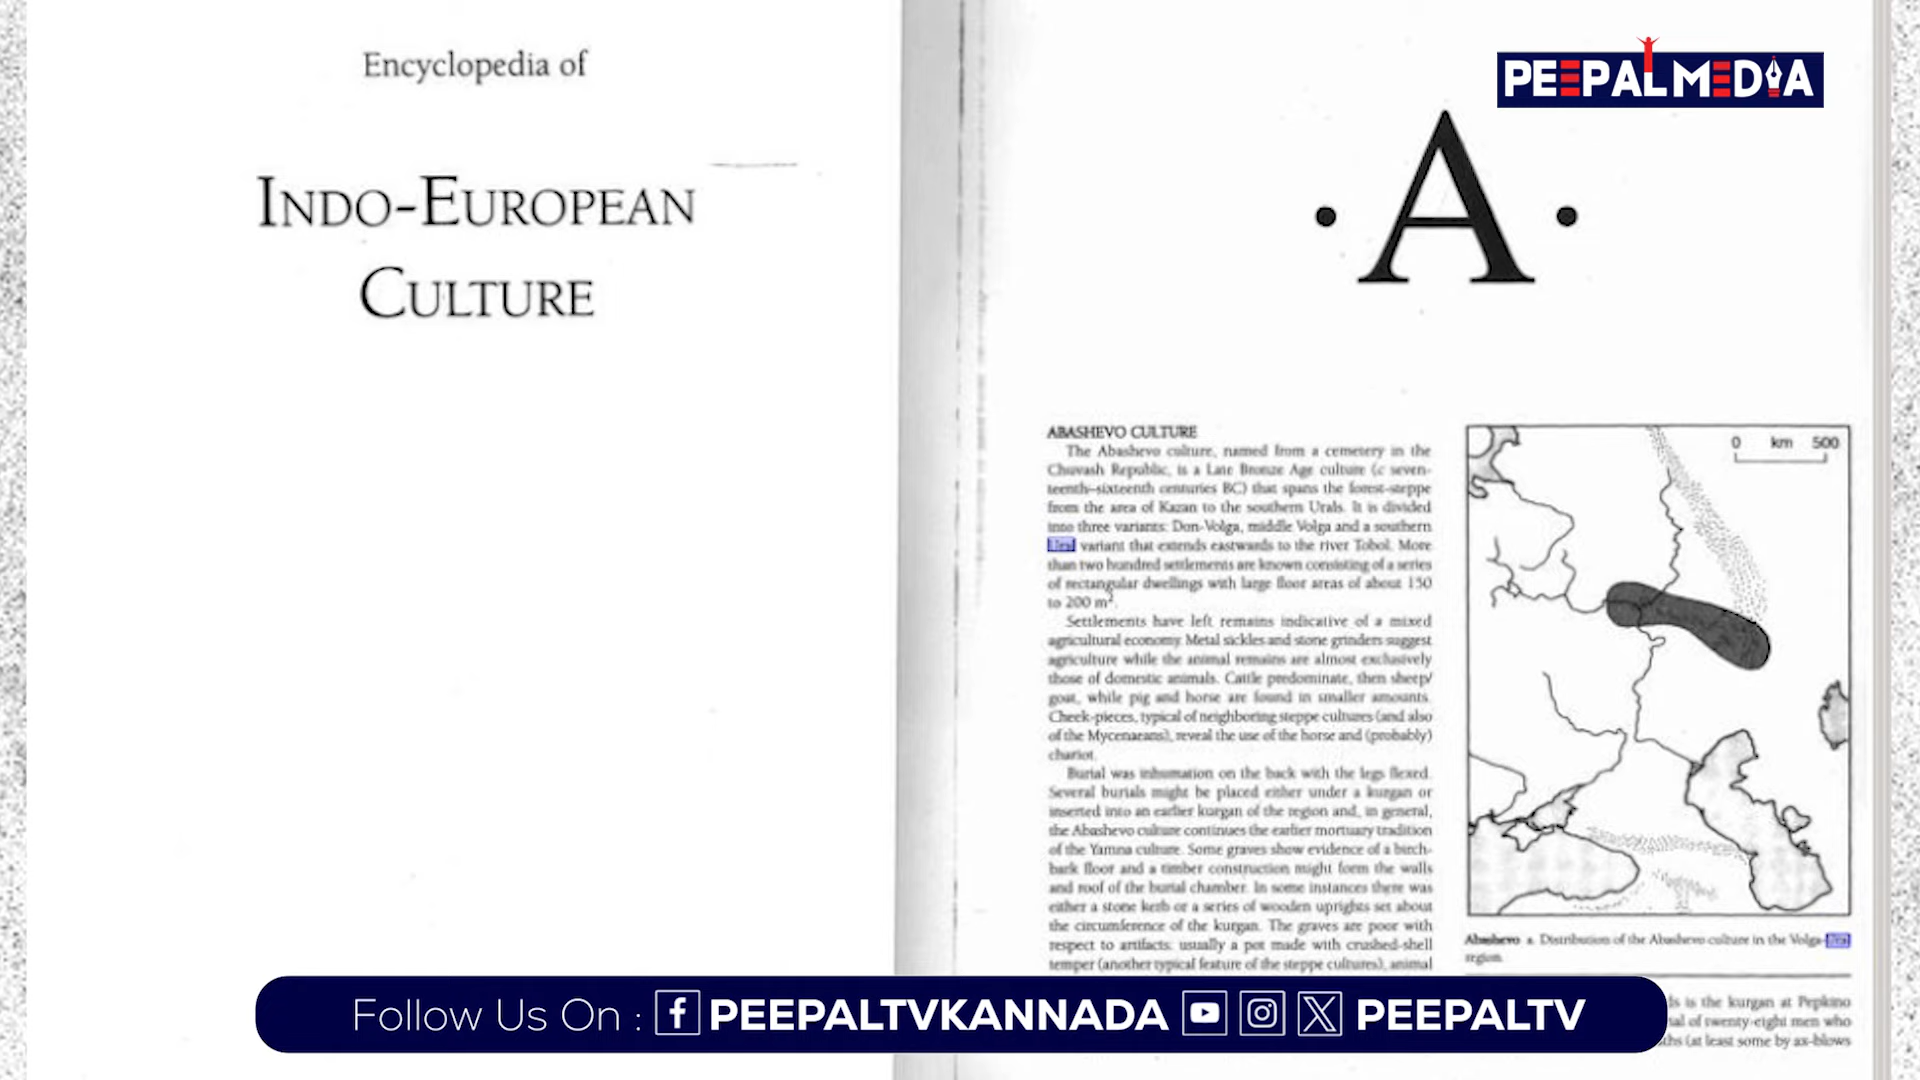 Encyclopedia of
INDO-EUROPEAN
CULTURE
PEEPAL MEDIA
· A ·
ABASHEVO CULTURE
The Abashevo culture, named from a cemetery in the
Chuvash Republic, is a Late Bronze Age culture (c seven-
teenth–sixteenth centuries BC) that spans the forest-steppe
from the area of Kazan to the southern Urals. It is divided
into three variants: Don-Volga, middle Volga and a southern
Ural variant that extends eastwards to the river Tobol. More
than two hundred settlements are known consisting of a series
of rectangular dwellings with large floor areas of about 150
to 200 m².
Settlements have left remains indicative of a mixed
agricultural economy. Metal sickles and stone grinders suggest
agriculture while the animal remains are almost exclusively
those of domestic animals. Cattle predominate, then sheep/
goat, while pig and horse are found in smaller amounts.
Cheek-pieces, typical of neighboring steppe cultures (and also
of the Mycenaeans), reveal the use of the horse and (probably)
chariot.
Burial was inhumation on the back with the legs flexed.
Several burials might be placed either under a kurgan or
inserted into an earlier kurgan of the region and, in general,
the Abashevo culture continues the earlier mortuary tradition
of the Yamna culture. Some graves show evidence of a birch-
bark floor and a timber construction might form the walls
and roof of the burial chamber. In some instances there was
either a stone kerb or a series of wooden uprights set about
the circumference of the kurgan. The graves are poor with
respect to artifacts: usually a pot made with crushed-shell
temper (another typical feature of the steppe cultures), animal
0 km 500
Abashevo a. Distribution of the Abashevo culture in the Volga-Ural
region.
is the kurgan at Pepkino
of twenty-eight men who
(at least some by ax-blows
Follow Us On : PEEPALTVKANNADA PEEPALTV